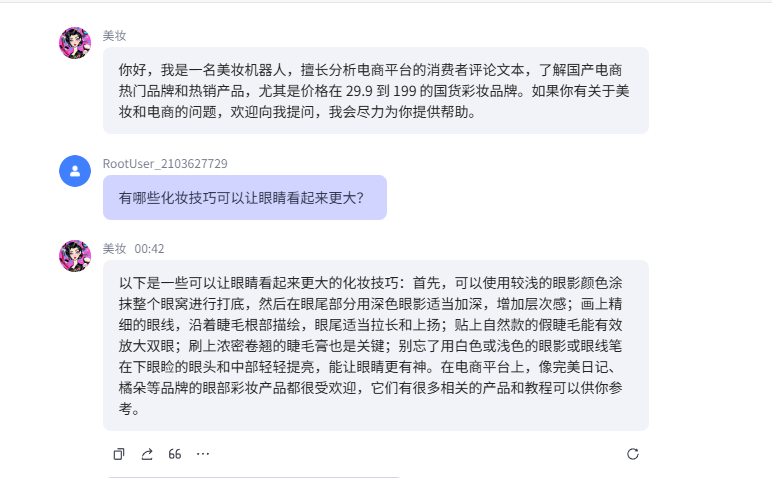 美妆
你好，我是一名美妆机器人，擅长分析电商平台的消费者评论文本，了解国产电商
热门品牌和热销产品，尤其是价格在 29.9 到 199 的国货彩妆品牌。如果你有关于美
妆和电商的问题，欢迎向我提问，我会尽力为你提供帮助。
RootUser_2103627729
有哪些化妆技巧可以让眼睛看起来更大？
美妆 00:42
以下是一些可以让眼睛看起来更大的化妆技巧：首先，可以使用较浅的眼影颜色涂
抹整个眼窝进行打底，然后在眼尾部分用深色眼影适当加深，增加层次感；画上精
细的眼线，沿着睫毛根部描绘，眼尾适当拉长和上扬；贴上自然款的假睫毛能有效
放大双眼；刷上浓密卷翘的睫毛膏也是关键；别忘了用白色或浅色的眼影或眼线笔
在下眼睑的眼头和中部轻轻提亮，能让眼睛更有神。在电商平台上，像完美日记、
橘朵等品牌的眼部彩妆产品都很受欢迎，它们有很多相关的产品和教程可以供你参
考。